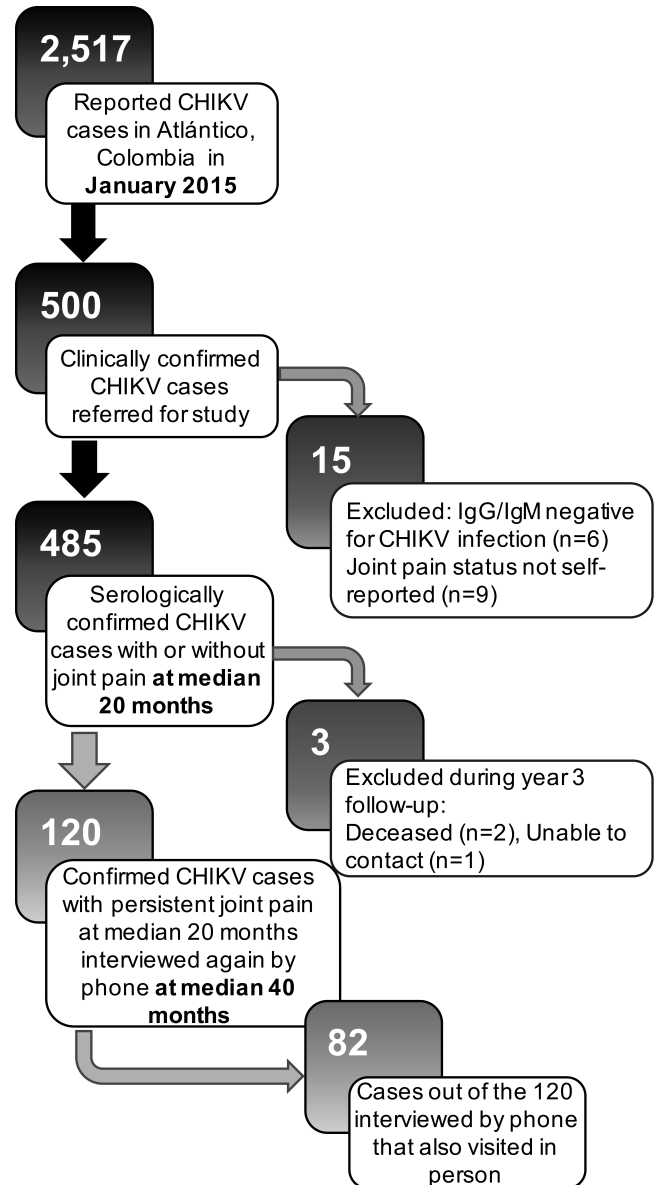 2,517
Reported CHIKV
cases in Atlántico,
Colombia in
January 2015
500
Clinically confirmed
CHIKV cases
referred for study
15
Excluded: IgG/IgM negative
for CHIKV infection (n=6)
Joint pain status not self-
reported (n=9)
485
Serologically
confirmed CHIKV
cases with or without
joint pain at median
20 months
3
Excluded during year 3
follow-up:
Deceased (n=2), Unable to
contact (n=1)
120
Confirmed CHIKV cases
with persistent joint pain
at median 20 months
interviewed again by
phone at median 40
months
82
Cases out of the 120
interviewed by phone
that also visited in
person